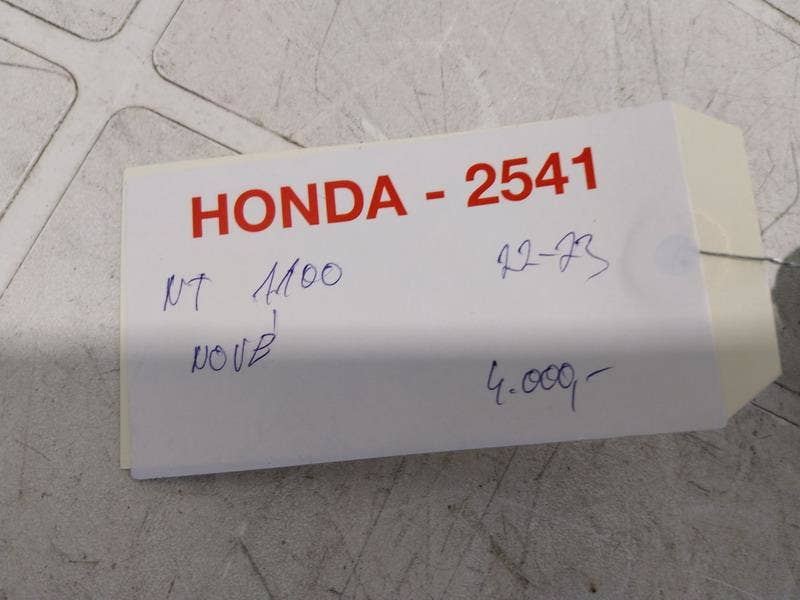 HONDA - 2541
NT 1100 22-23
NOVÉ
4.000,-